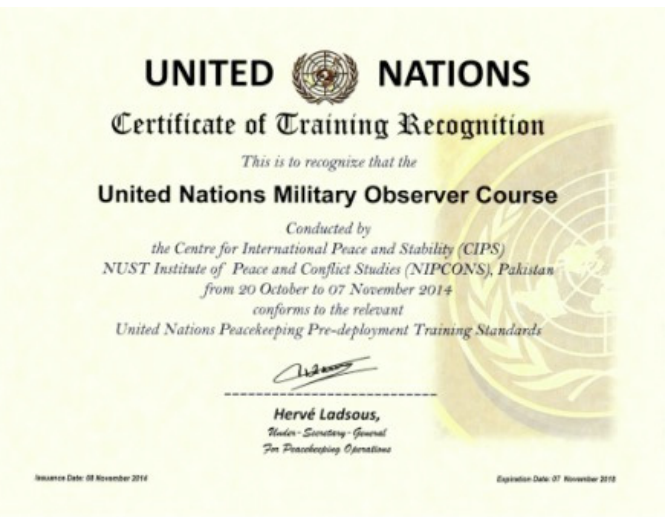 UNITED NATIONS
Certificate of Training Recognition
This is to recognize that the
United Nations Military Observer Course
Conducted by
the Centre for International Peace and Stability (CIPS)
NUST Institute of Peace and Conflict Studies (NIPCONS), Pakistan
from 20 October to 07 November 2014
conforms to the relevant
United Nations Peacekeeping Pre-deployment Training Standards
Hervé Ladsous,
Under-Secretary-General
For Peacekeeping Operations
Issuance Date: 08 November 2014
Expiration Date: 07 November